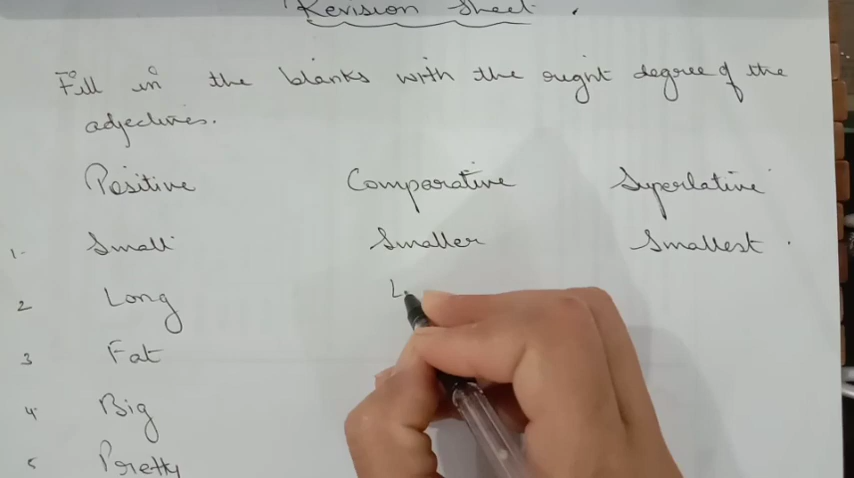 Revision Sheet.
Fill in the blanks with the right degree of the
adjectives.
Positive Comparative Superlative
1- Small Smaller Smallest.
2 Long L
3 Fat
4 Big
5 Pretty